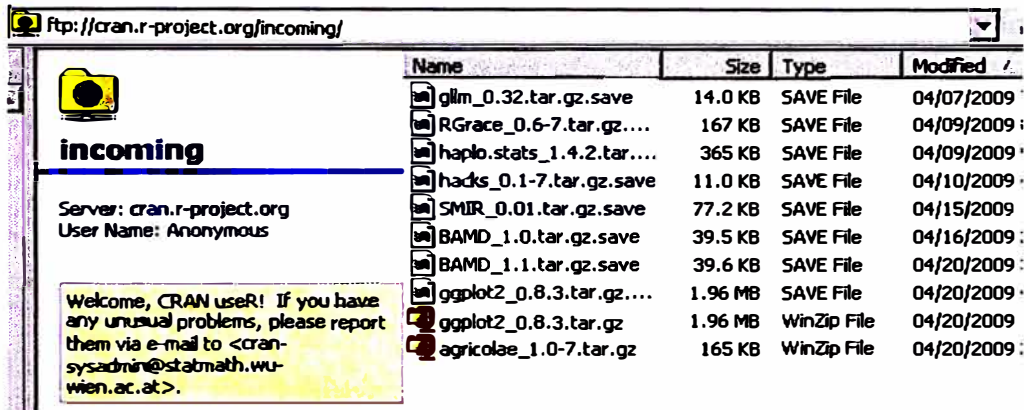 ftp://cran.r-project.org/incoming/
incoming
Server: cran.r-project.org
User Name: Anonymous
Welcome, CRAN useR! If you have
any unusual problems, please report
them via e-mail to <cran-
sysadmin@statmath.wu-
wien.ac.at>.
Name Size Type Modified
gllm_0.32.tar.gz.save 14.0 KB SAVE File 04/07/2009
RGrace_0.6-7.tar.gz.... 167 KB SAVE File 04/09/2009
haplo.stats_1.4.2.tar.... 365 KB SAVE File 04/09/2009
hacks_0.1-7.tar.gz.save 11.0 KB SAVE File 04/10/2009
SMIR_0.01.tar.gz.save 77.2 KB SAVE File 04/15/2009
BAMD_1.0.tar.gz.save 39.5 KB SAVE File 04/16/2009
BAMD_1.1.tar.gz.save 39.6 KB SAVE File 04/20/2009
ggplot2_0.8.3.tar.gz.... 1.96 MB SAVE File 04/20/2009
ggplot2_0.8.3.tar.gz 1.96 MB WinZip File 04/20/2009
agricolae_1.0-7.tar.gz 165 KB WinZip File 04/20/2009